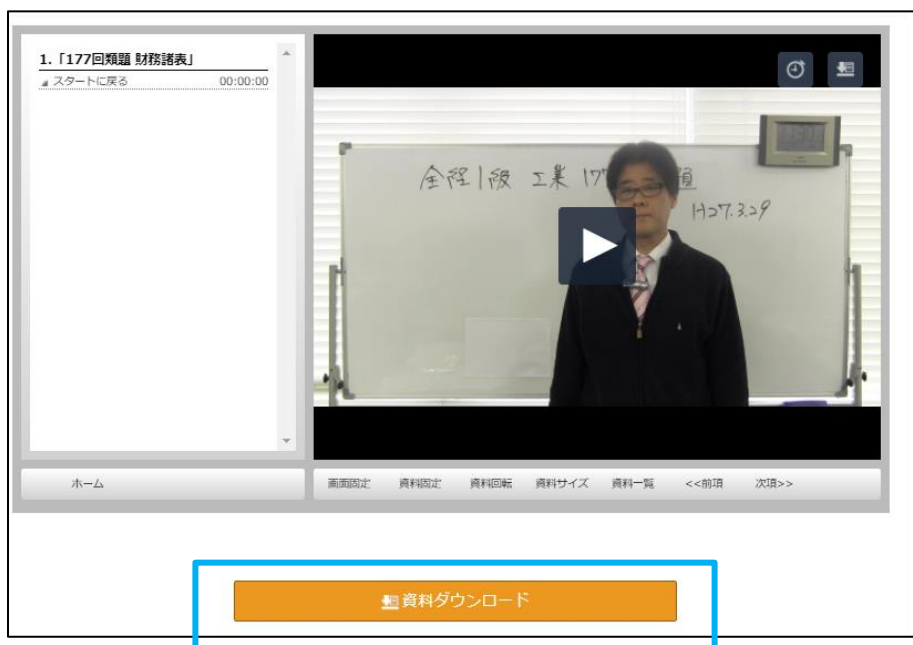 1.「177回類題 財務諸表」
スタートに戻る 00:00:00
全経1級 工業 17 題
H27.3.29
ホーム
画面固定 資料固定 資料回転 資料サイズ 資料一覧 <<前項 次項>>
資料ダウンロード